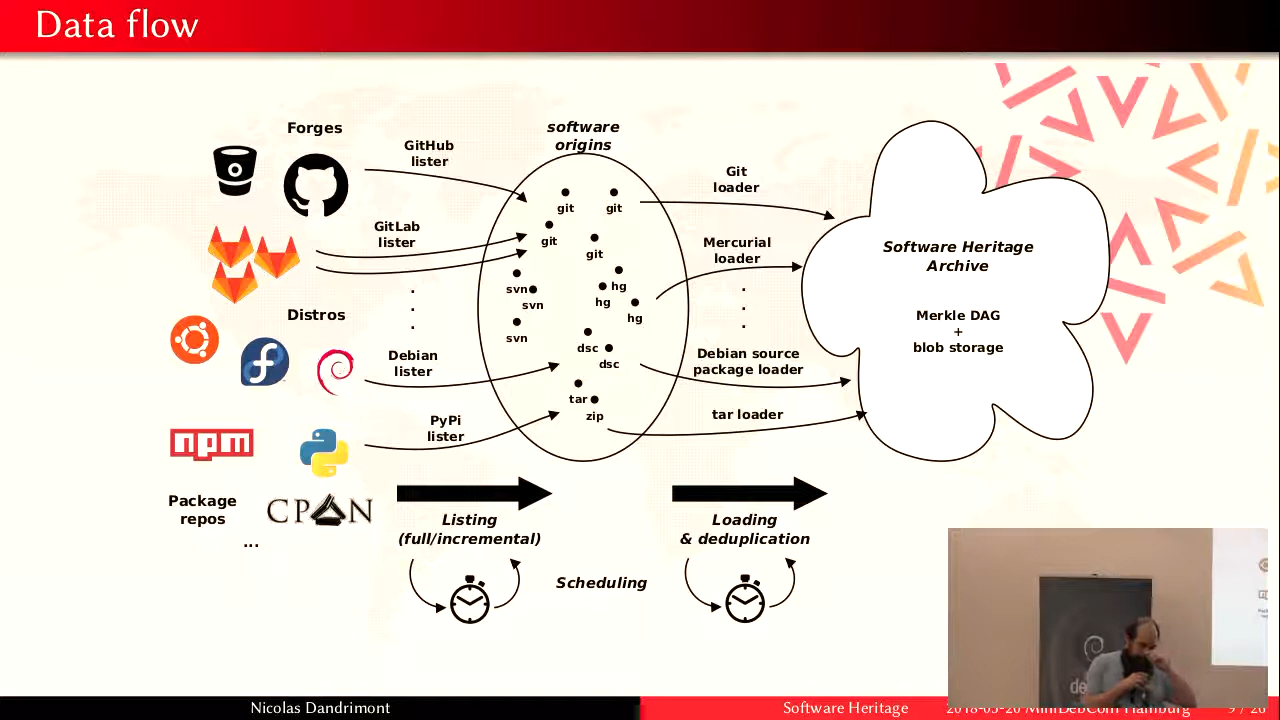 Data flow
Forges
GitHub
lister
GitLab
lister
.
.
.
Distros
Debian
lister
npm
PyPi
lister
Package
repos
CPAN
...
software
origins
git
git
git
git
svn
svn
svn
hg
hg
hg
dsc
dsc
tar
zip
Git
loader
Mercurial
loader
.
.
.
Debian source
package loader
tar loader
Software Heritage
Archive
Merkle DAG
+
blob storage
Listing
(full/incremental)
Scheduling
Loading
& deduplication
de
Nicolas Dandrimont
Software Heritage